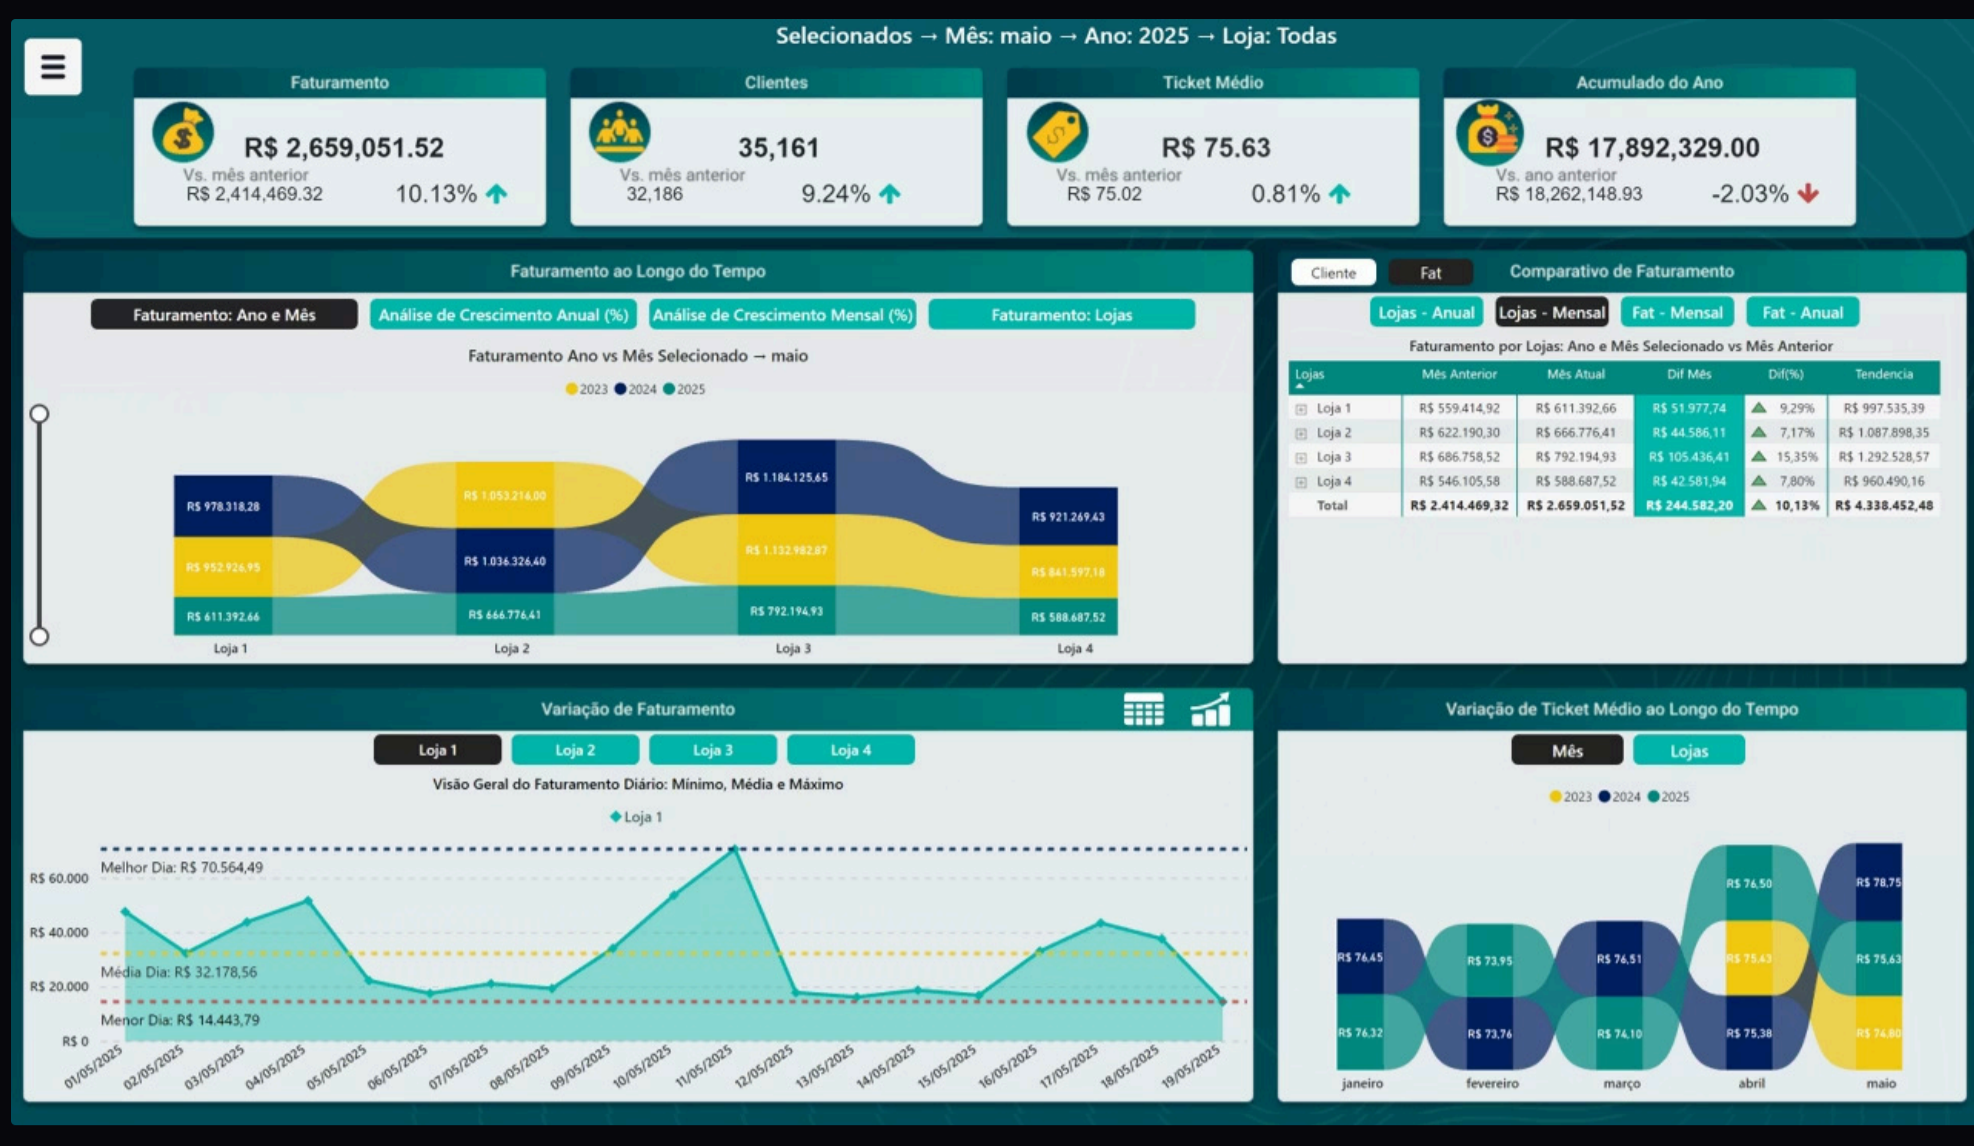 Selecionados → Mês: maio → Ano: 2025 → Loja: Todas
Faturamento
R$ 2,659,051.52
Vs. mês anterior
R$ 2,414,469.32 10.13%
Clientes
35,161
Vs. mês anterior
32,186 9.24%
Ticket Médio
R$ 75.63
Vs. mês anterior
R$ 75.02 0.81%
Acumulado do Ano
R$ 17,892,329.00
Vs. ano anterior
R$ 18,262,148.93 -2.03%
Faturamento ao Longo do Tempo
Faturamento: Ano e Mês Análise de Crescimento Anual (%) Análise de Crescimento Mensal (%) Faturamento: Lojas
Faturamento Ano vs Mês Selecionado → maio
2023 2024 2025
R$ 978.318,28
R$ 952.926,95
R$ 611.392,66
Loja 1
R$ 1.053.214,00
R$ 1.036.326,40
R$ 666.776,41
Loja 2
R$ 1.184.125,65
R$ 1.132.982,87
R$ 792.194,93
Loja 3
R$ 921.269,43
R$ 841.597,18
R$ 588.687,52
Loja 4
Cliente Fat Comparativo de Faturamento
Lojas - Anual Lojas - Mensal Fat - Mensal Fat - Anual
Faturamento por Lojas: Ano e Mês Selecionado vs Mês Anterior
Lojas Mês Anterior Mês Atual Dif Mês Dif(%) Tendencia
Loja 1 R$ 559.414,92 R$ 611.392,66 R$ 51.977,74 9,29% R$ 997.535,39
Loja 2 R$ 622.190,30 R$ 666.776,41 R$ 44.586,11 7,17% R$ 1.087.898,35
Loja 3 R$ 686.758,52 R$ 792.194,93 R$ 105.436,41 15,35% R$ 1.292.528,57
Loja 4 R$ 546.105,58 R$ 588.687,52 R$ 42.581,94 7,80% R$ 960.490,16
Total R$ 2.414.469,32 R$ 2.659.051,52 R$ 244.582,20 10,13% R$ 4.338.452,48
Variação de Faturamento
Loja 1 Loja 2 Loja 3 Loja 4
Visão Geral do Faturamento Diário: Mínimo, Média e Máximo
Loja 1
Melhor Dia: R$ 70.564,49
R$ 60.000
R$ 40.000
Média Dia: R$ 32.178,56
R$ 20.000
Menor Dia: R$ 14.443,79
R$ 0
01/05/2025 02/05/2025 03/05/2025 04/05/2025 05/05/2025 06/05/2025 07/05/2025 08/05/2025 09/05/2025 10/05/2025 11/05/2025 12/05/2025 13/05/2025 14/05/2025 15/05/2025 16/05/2025 17/05/2025 18/05/2025 19/05/2025
Variação de Ticket Médio ao Longo do Tempo
Mês Lojas
2023 2024 2025
R$ 76,45
R$ 76,32
janeiro
R$ 73,95
R$ 73,76
fevereiro
R$ 76,51
R$ 74,10
março
R$ 76,50
R$ 75,43
R$ 75,38
abril
R$ 78,75
R$ 75,63
R$ 74,80
maio